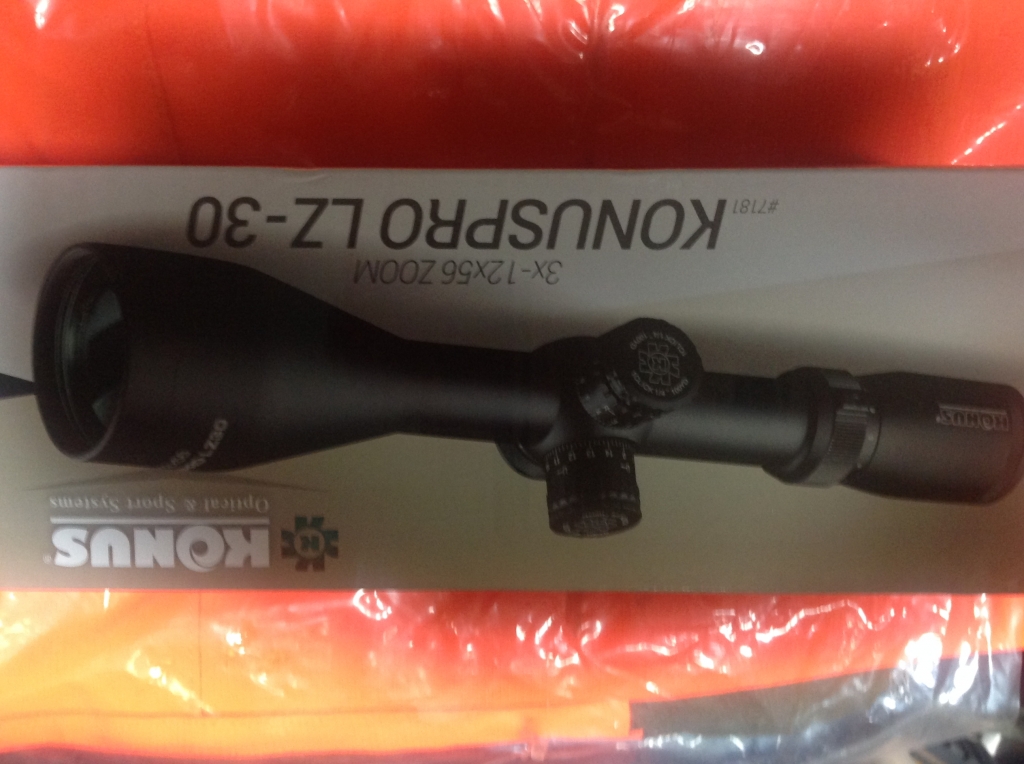 KONUS®
Optical & Sport Systems
3x-12x56 ZOOM
KONUSPRO LZ-30
#7181
KONUS